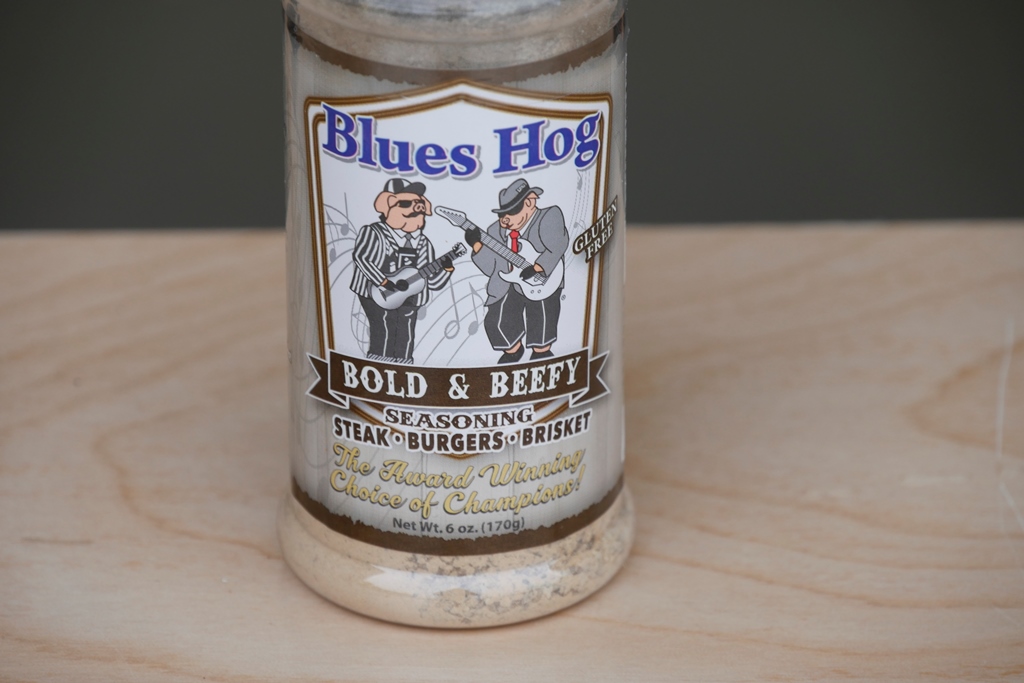 Blues Hog
GLUTEN
FREE
BOLD & BEEFY
SEASONING
STEAK • BURGERS • BRISKET
The Award Winning
Choice of Champions!
Net Wt. 6 oz. (170g)